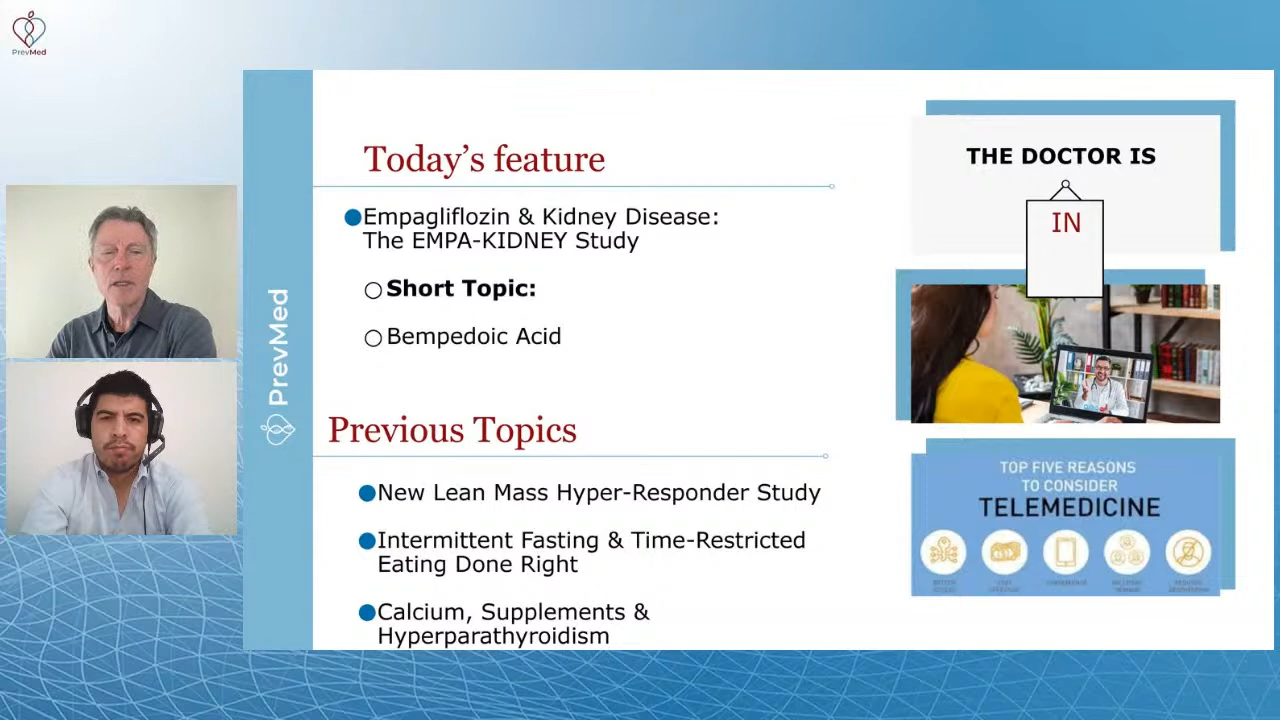 PrevMed
Today's feature
Empagliflozin & Kidney Disease:
The EMPA-KIDNEY Study
Short Topic:
Bempedoic Acid
PrevMed
Previous Topics
New Lean Mass Hyper-Responder Study
Intermittent Fasting & Time-Restricted
Eating Done Right
Calcium, Supplements &
Hyperparathyroidism
THE DOCTOR IS
IN
TOP FIVE REASONS
TO CONSIDER
TELEMEDICINE